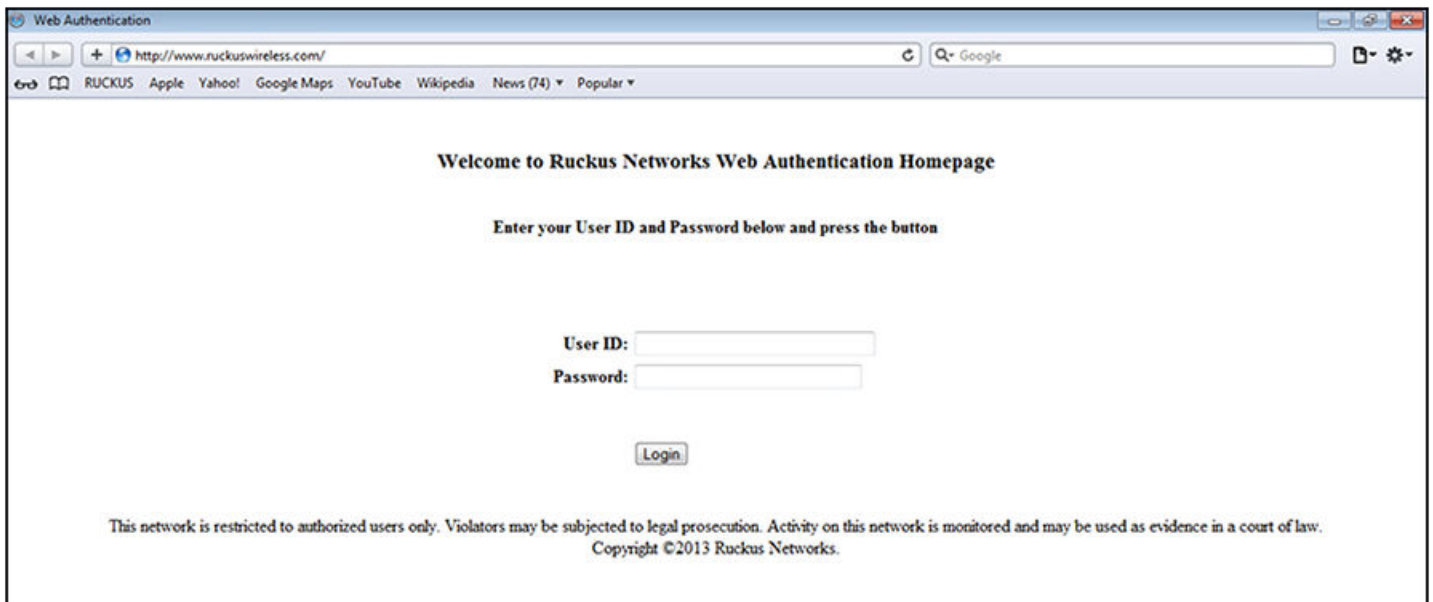 Web Authentication
http://www.ruckuswireless.com/
Google
RUCKUS Apple Yahoo! Google Maps YouTube Wikipedia News (74) ▾ Popular ▾
Welcome to Ruckus Networks Web Authentication Homepage
Enter your User ID and Password below and press the button
User ID:
Password:
Login
This network is restricted to authorized users only. Violators may be subjected to legal prosecution. Activity on this network is monitored and may be used as evidence in a court of law.
Copyright ©2013 Ruckus Networks.